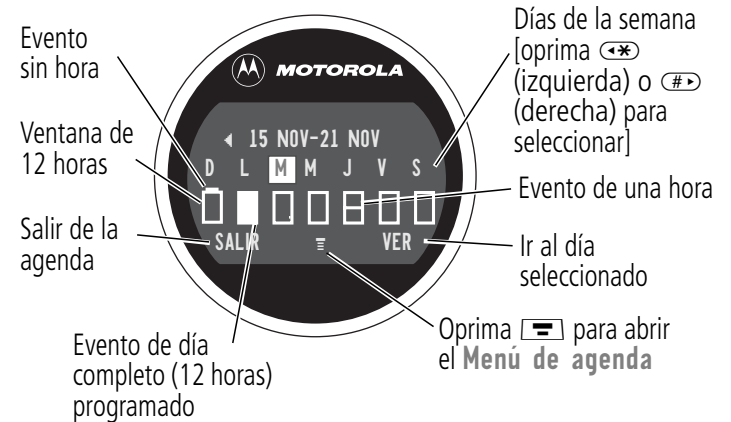 Evento
sin hora
Ventana de
12 horas
Salir de la
agenda
Evento de día
completo (12 horas)
programado
MOTOROLA
15 NOV-21 NOV
D L M M J V S
SALIR VER
Días de la semana
[oprima * 
(izquierda) o #
(derecha) para
seleccionar]
Evento de una hora
Ir al día
seleccionado
Oprima para abrir
el Menú de agenda